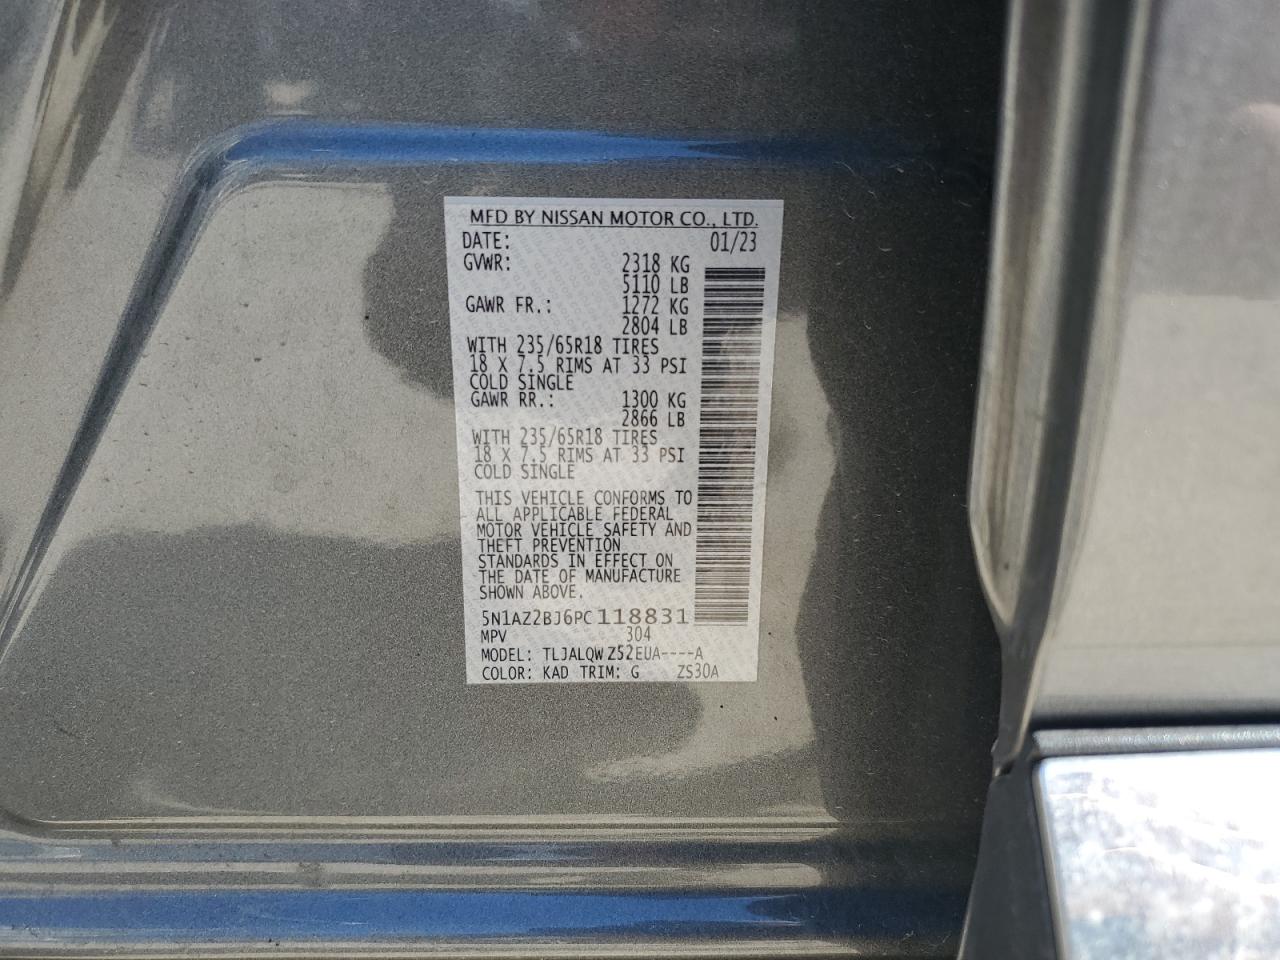 MFD BY NISSAN MOTOR CO., LTD.
DATE: 01/23
GVWR: 2318 KG
5110 LB
GAWR FR.: 1272 KG
2804 LB
WITH 235/65R18 TIRES
18 X 7.5 RIMS AT 33 PSI
COLD SINGLE
GAWR RR.: 1300 KG
2866 LB
WITH 235/65R18 TIRES
18 X 7.5 RIMS AT 33 PSI
COLD SINGLE
THIS VEHICLE CONFORMS TO
ALL APPLICABLE FEDERAL
MOTOR VEHICLE SAFETY AND
THEFT PREVENTION
STANDARDS IN EFFECT ON
THE DATE OF MANUFACTURE
SHOWN ABOVE.
5N1AZ2BJ6PC118831
MPV 304
MODEL: TLJALQW Z52EUA----A
COLOR: KAD TRIM: G ZS30A